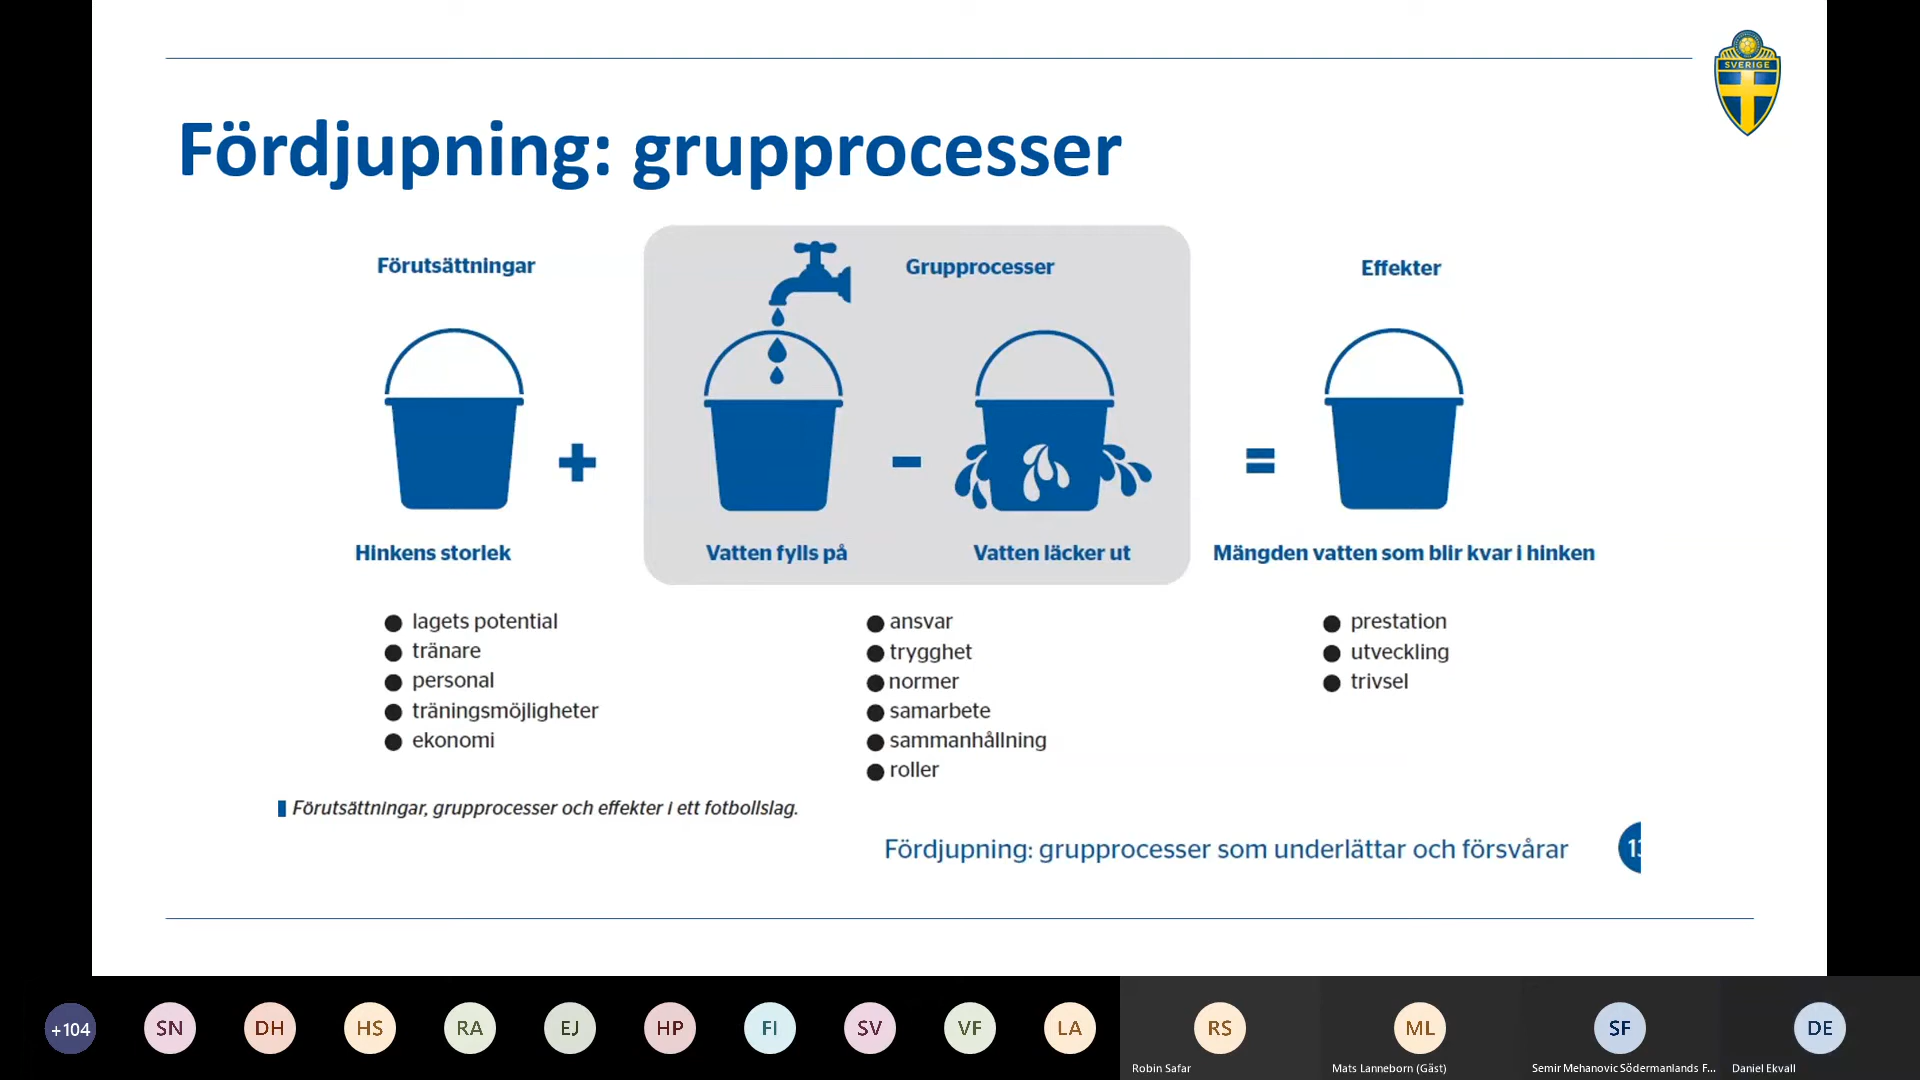 SVERIGE
Fördjupning: grupprocesser
Förutsättningar
Grupprocesser
Effekter
+
-
=
Hinkens storlek
Vatten fylls på
Vatten läcker ut
Mängden vatten som blir kvar i hinken
lagets potential
tränare
personal
träningsmöjligheter
ekonomi
ansvar
trygghet
normer
samarbete
sammanhållning
roller
prestation
utveckling
trivsel
Förutsättningar, grupprocesser och effekter i ett fotbollslag.
Fördjupning: grupprocesser som underlättar och försvårar
+104
SN
DH
HS
RA
EJ
HP
FI
SV
VF
LA
RS
ML
SF
DE
Robin Safar
Mats Lanneborn (Gäst)
Semir Mehanovic Södermanlands F...
Daniel Ekvall